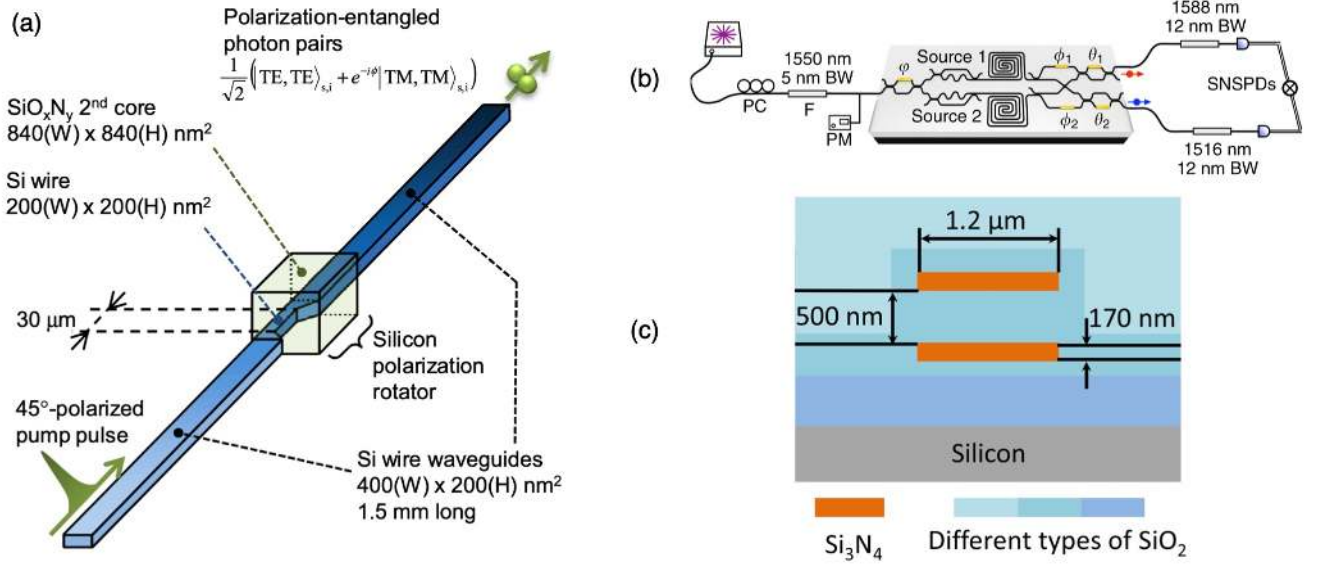 (a)
Polarization-entangled
photon pairs
1/√2 (|TE, TE⟩s,i + e^{-iϕ}|TM, TM⟩s,i)
SiOxNy 2nd core
840(W) x 840(H) nm²
Si wire
200(W) x 200(H) nm²
30 μm
Silicon
polarization
rotator
45°-polarized
pump pulse
Si wire waveguides
400(W) x 200(H) nm²
1.5 mm long
(b)
1550 nm
5 nm BW
PC
F
PM
φ
Source 1
Source 2
ϕ1
θ1
ϕ2
θ2
1588 nm
12 nm BW
SNSPDs
1516 nm
12 nm BW
(c)
1.2 μm
500 nm
170 nm
Silicon
Si3N4
Different types of SiO2